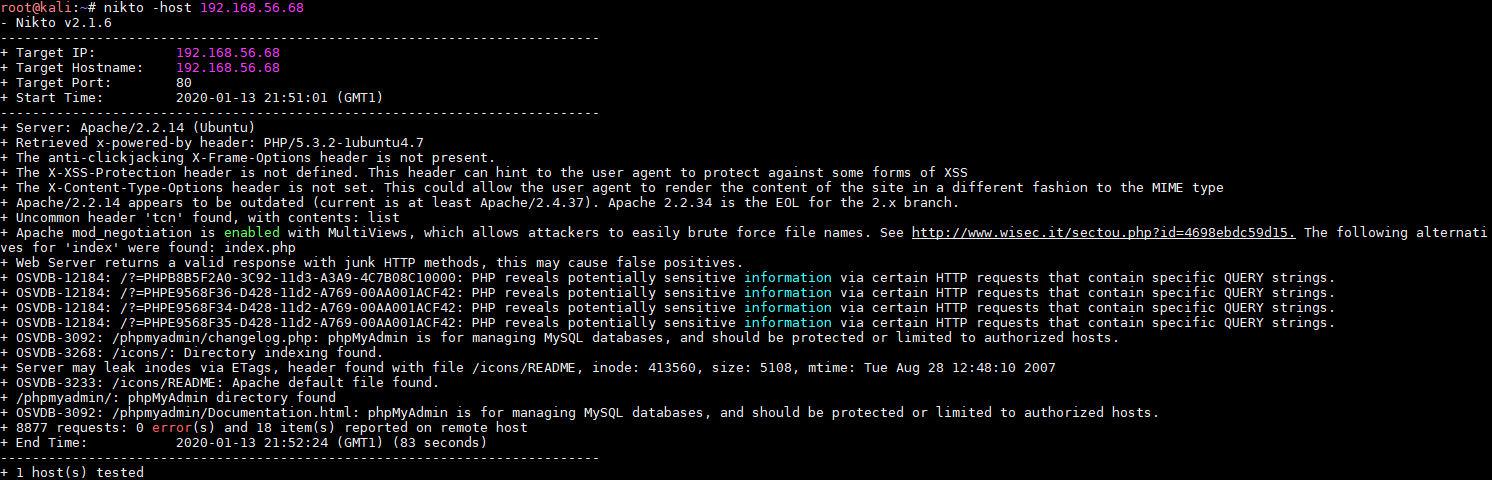 root@kali:~# nikto -host 192.168.56.68
- Nikto v2.1.6
---------------------------------------------------------------------------
+ Target IP:          192.168.56.68
+ Target Hostname:    192.168.56.68
+ Target Port:        80
+ Start Time:         2020-01-13 21:51:01 (GMT1)
---------------------------------------------------------------------------
+ Server: Apache/2.2.14 (Ubuntu)
+ Retrieved x-powered-by header: PHP/5.3.2-1ubuntu4.7
+ The anti-clickjacking X-Frame-Options header is not present.
+ The X-XSS-Protection header is not defined. This header can hint to the user agent to protect against some forms of XSS
+ The X-Content-Type-Options header is not set. This could allow the user agent to render the content of the site in a different fashion to the MIME type
+ Apache/2.2.14 appears to be outdated (current is at least Apache/2.4.37). Apache 2.2.34 is the EOL for the 2.x branch.
+ Uncommon header 'tcn' found, with contents: list
+ Apache mod_negotiation is enabled with MultiViews, which allows attackers to easily brute force file names. See http://www.wisec.it/sectou.php?id=4698ebdc59d15. The following alternati
ves for 'index' were found: index.php
+ Web Server returns a valid response with junk HTTP methods, this may cause false positives.
+ OSVDB-12184: /?=PHPB8B5F2A0-3C92-11d3-A3A9-4C7B08C10000: PHP reveals potentially sensitive information via certain HTTP requests that contain specific QUERY strings.
+ OSVDB-12184: /?=PHPE9568F36-D428-11d2-A769-00AA001ACF42: PHP reveals potentially sensitive information via certain HTTP requests that contain specific QUERY strings.
+ OSVDB-12184: /?=PHPE9568F34-D428-11d2-A769-00AA001ACF42: PHP reveals potentially sensitive information via certain HTTP requests that contain specific QUERY strings.
+ OSVDB-12184: /?=PHPE9568F35-D428-11d2-A769-00AA001ACF42: PHP reveals potentially sensitive information via certain HTTP requests that contain specific QUERY strings.
+ OSVDB-3092: /phpmyadmin/changelog.php: phpMyAdmin is for managing MySQL databases, and should be protected or limited to authorized hosts.
+ OSVDB-3268: /icons/: Directory indexing found.
+ Server may leak inodes via ETags, header found with file /icons/README, inode: 413560, size: 5108, mtime: Tue Aug 28 12:48:10 2007
+ OSVDB-3233: /icons/README: Apache default file found.
+ /phpmyadmin/: phpMyAdmin directory found
+ OSVDB-3092: /phpmyadmin/Documentation.html: phpMyAdmin is for managing MySQL databases, and should be protected or limited to authorized hosts.
+ 8877 requests: 0 error(s) and 18 item(s) reported on remote host
+ End Time:           2020-01-13 21:52:24 (GMT1) (83 seconds)
---------------------------------------------------------------------------
+ 1 host(s) tested